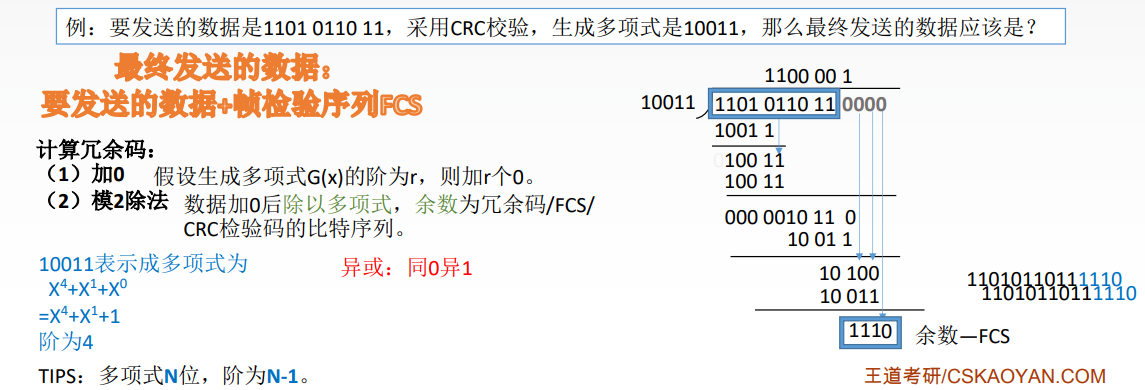 例：要发送的数据是1101 0110 11，采用CRC校验，生成多项式是10011，那么最终发送的数据应该是？
最终发送的数据：
要发送的数据+帧检验序列FCS
计算冗余码：
（1）加0 假设生成多项式G(x)的阶为r，则加r个0。
（2）模2除法 数据加0后除以多项式，余数为冗余码/FCS/
CRC检验码的比特序列。
10011表示成多项式为
X⁴+X¹+X⁰
=X⁴+X¹+1
阶为4
异或：同0异1
TIPS：多项式N位，阶为N-1。
1100 00 1
10011 1101 0110 11 0000
1001 1
0100 11
100 11
000 0010 11 0
10 01 1
10 100
10 011
1110 余数—FCS
11010110111110
11010110111110
王道考研/CSKAOYAN.COM